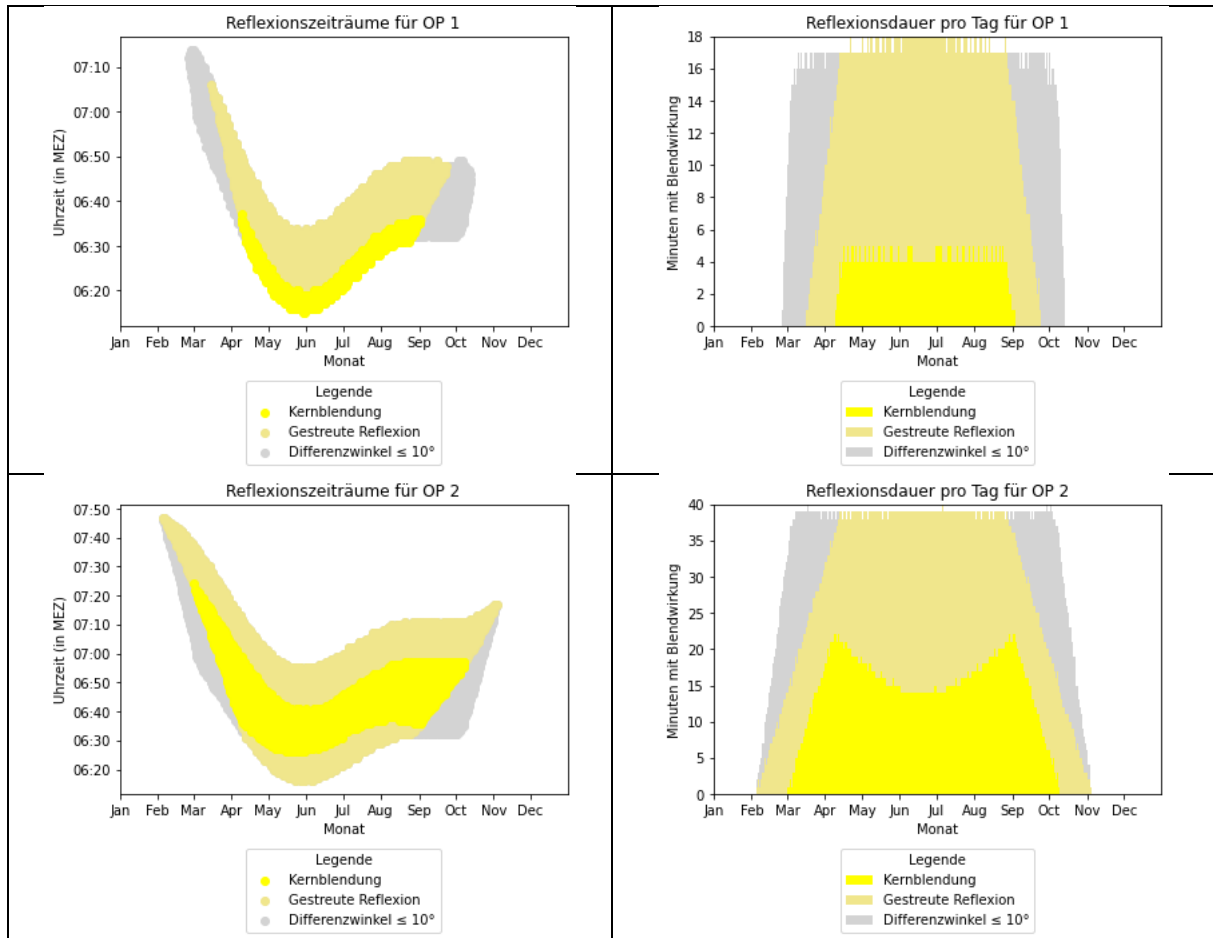 Reflexionszeiträume für OP 1
Uhrzeit (in MEZ)
07:10
07:00
06:50
06:40
06:30
06:20
Jan Feb Mar Apr May Jun Jul Aug Sep Oct Nov Dec
Monat
Legende
Kernblendung
Gestreute Reflexion
Differenzwinkel ≤ 10°
Reflexionsdauer pro Tag für OP 1
Minuten mit Blendwirkung
18
16
14
12
10
8
6
4
2
0
Jan Feb Mar Apr May Jun Jul Aug Sep Oct Nov Dec
Monat
Legende
Kernblendung
Gestreute Reflexion
Differenzwinkel ≤ 10°
Reflexionszeiträume für OP 2
Uhrzeit (in MEZ)
07:50
07:40
07:30
07:20
07:10
07:00
06:50
06:40
06:30
06:20
Jan Feb Mar Apr May Jun Jul Aug Sep Oct Nov Dec
Monat
Legende
Kernblendung
Gestreute Reflexion
Differenzwinkel ≤ 10°
Reflexionsdauer pro Tag für OP 2
Minuten mit Blendwirkung
40
35
30
25
20
15
10
5
0
Jan Feb Mar Apr May Jun Jul Aug Sep Oct Nov Dec
Monat
Legende
Kernblendung
Gestreute Reflexion
Differenzwinkel ≤ 10°